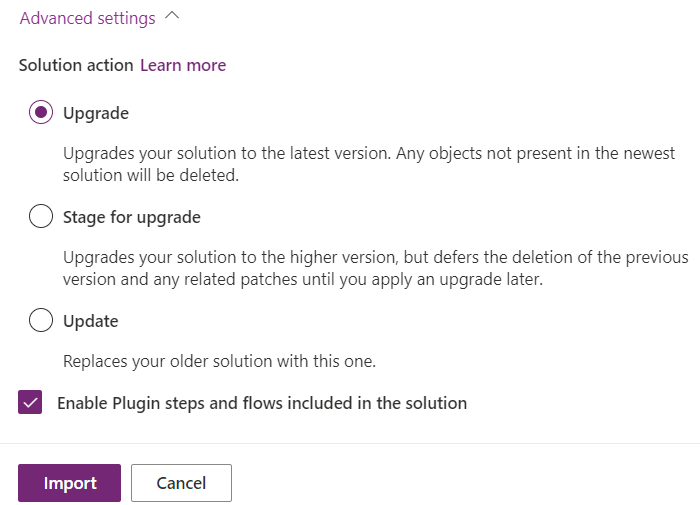 Advanced settings
Solution action Learn more
Upgrade
Upgrades your solution to the latest version. Any objects not present in the newest
solution will be deleted.
Stage for upgrade
Upgrades your solution to the higher version, but defers the deletion of the previous
version and any related patches until you apply an upgrade later.
Update
Replaces your older solution with this one.
Enable Plugin steps and flows included in the solution
Import Cancel